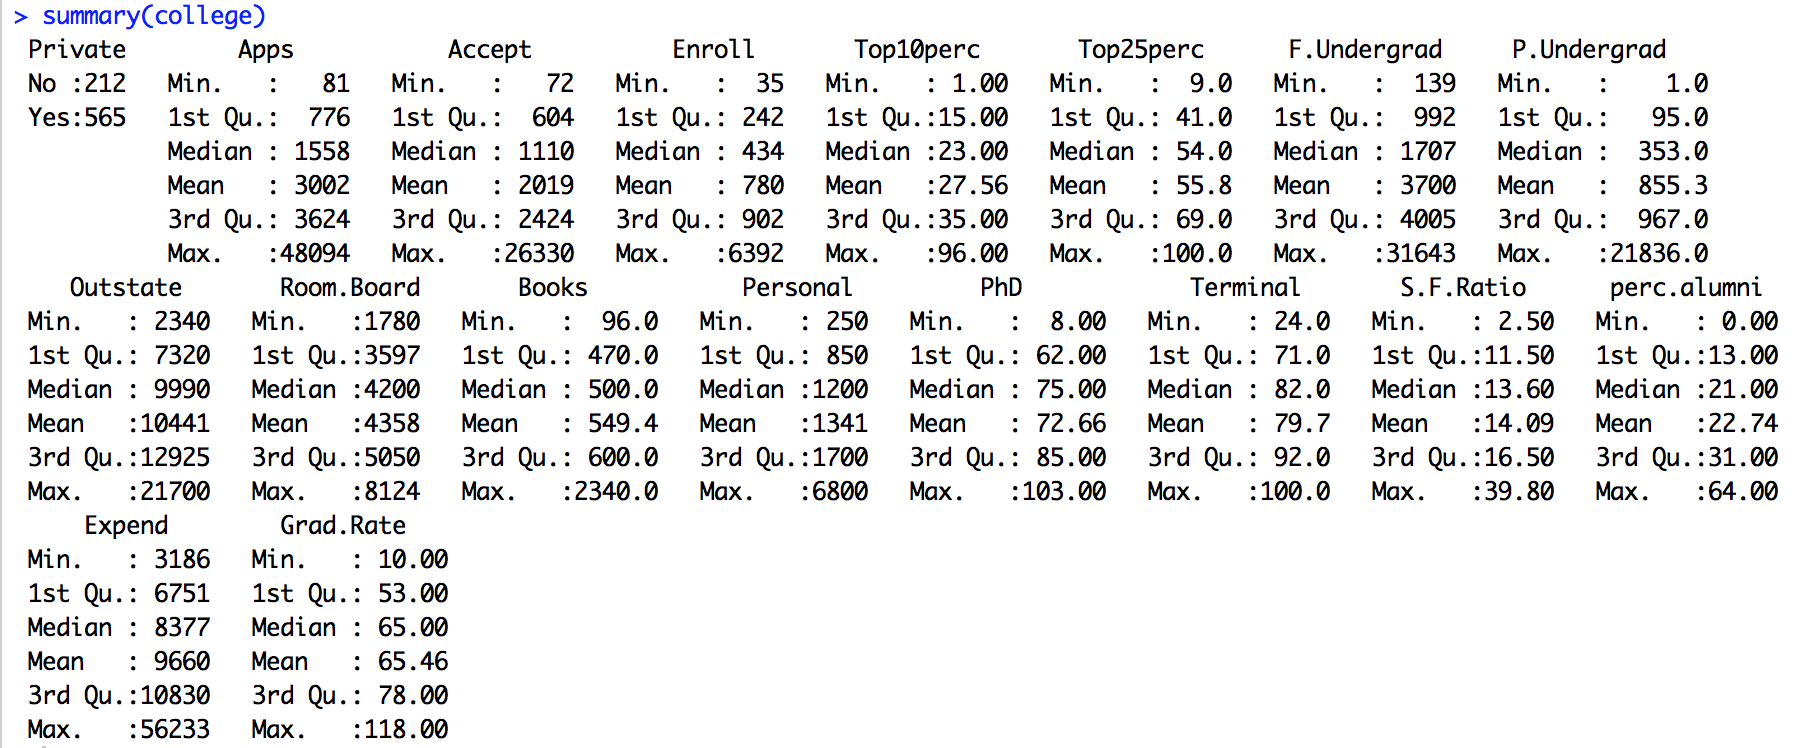 > summary(college)
Private        Apps           Accept          Enroll       Top10perc       Top25perc      F.Undergrad     P.Undergrad
No :212   Min.   :   81   Min.   :   72   Min.   :  35   Min.   : 1.00   Min.   :  9.0   Min.   :  139   Min.   :    1.0
Yes:565   1st Qu.:  776   1st Qu.:  604   1st Qu.: 242   1st Qu.:15.00   1st Qu.: 41.0   1st Qu.:  992   1st Qu.:   95.0
Median : 1558   Median : 1110   Median : 434   Median :23.00   Median : 54.0   Median : 1707   Median :  353.0
Mean   : 3002   Mean   : 2019   Mean   : 780   Mean   :27.56   Mean   : 55.8   Mean   : 3700   Mean   :  855.3
3rd Qu.: 3624   3rd Qu.: 2424   3rd Qu.: 902   3rd Qu.:35.00   3rd Qu.: 69.0   3rd Qu.: 4005   3rd Qu.:  967.0
Max.   :48094   Max.   :26330   Max.   :6392   Max.   :96.00   Max.   :100.0   Max.   :31643   Max.   :21836.0
Outstate       Room.Board       Books           Personal         PhD            Terminal       S.F.Ratio      perc.alumni
Min.   : 2340   Min.   :1780   Min.   :  96.0   Min.   : 250   Min.   :  8.00   Min.   : 24.0   Min.   : 2.50   Min.   : 0.00
1st Qu.: 7320   1st Qu.:3597   1st Qu.: 470.0   1st Qu.: 850   1st Qu.: 62.00   1st Qu.: 71.0   1st Qu.:11.50   1st Qu.:13.00
Median : 9990   Median :4200   Median : 500.0   Median :1200   Median : 75.00   Median : 82.0   Median :13.60   Median :21.00
Mean   :10441   Mean   :4358   Mean   : 549.4   Mean   :1341   Mean   : 72.66   Mean   : 79.7   Mean   :14.09   Mean   :22.74
3rd Qu.:12925   3rd Qu.:5050   3rd Qu.: 600.0   3rd Qu.:1700   3rd Qu.: 85.00   3rd Qu.: 92.0   3rd Qu.:16.50   3rd Qu.:31.00
Max.   :21700   Max.   :8124   Max.   :2340.0   Max.   :6800   Max.   :103.00   Max.   :100.0   Max.   :39.80   Max.   :64.00
Expend        Grad.Rate
Min.   : 3186   Min.   : 10.00
1st Qu.: 6751   1st Qu.: 53.00
Median : 8377   Median : 65.00
Mean   : 9660   Mean   : 65.46
3rd Qu.:10830   3rd Qu.: 78.00
Max.   :56233   Max.   :118.00